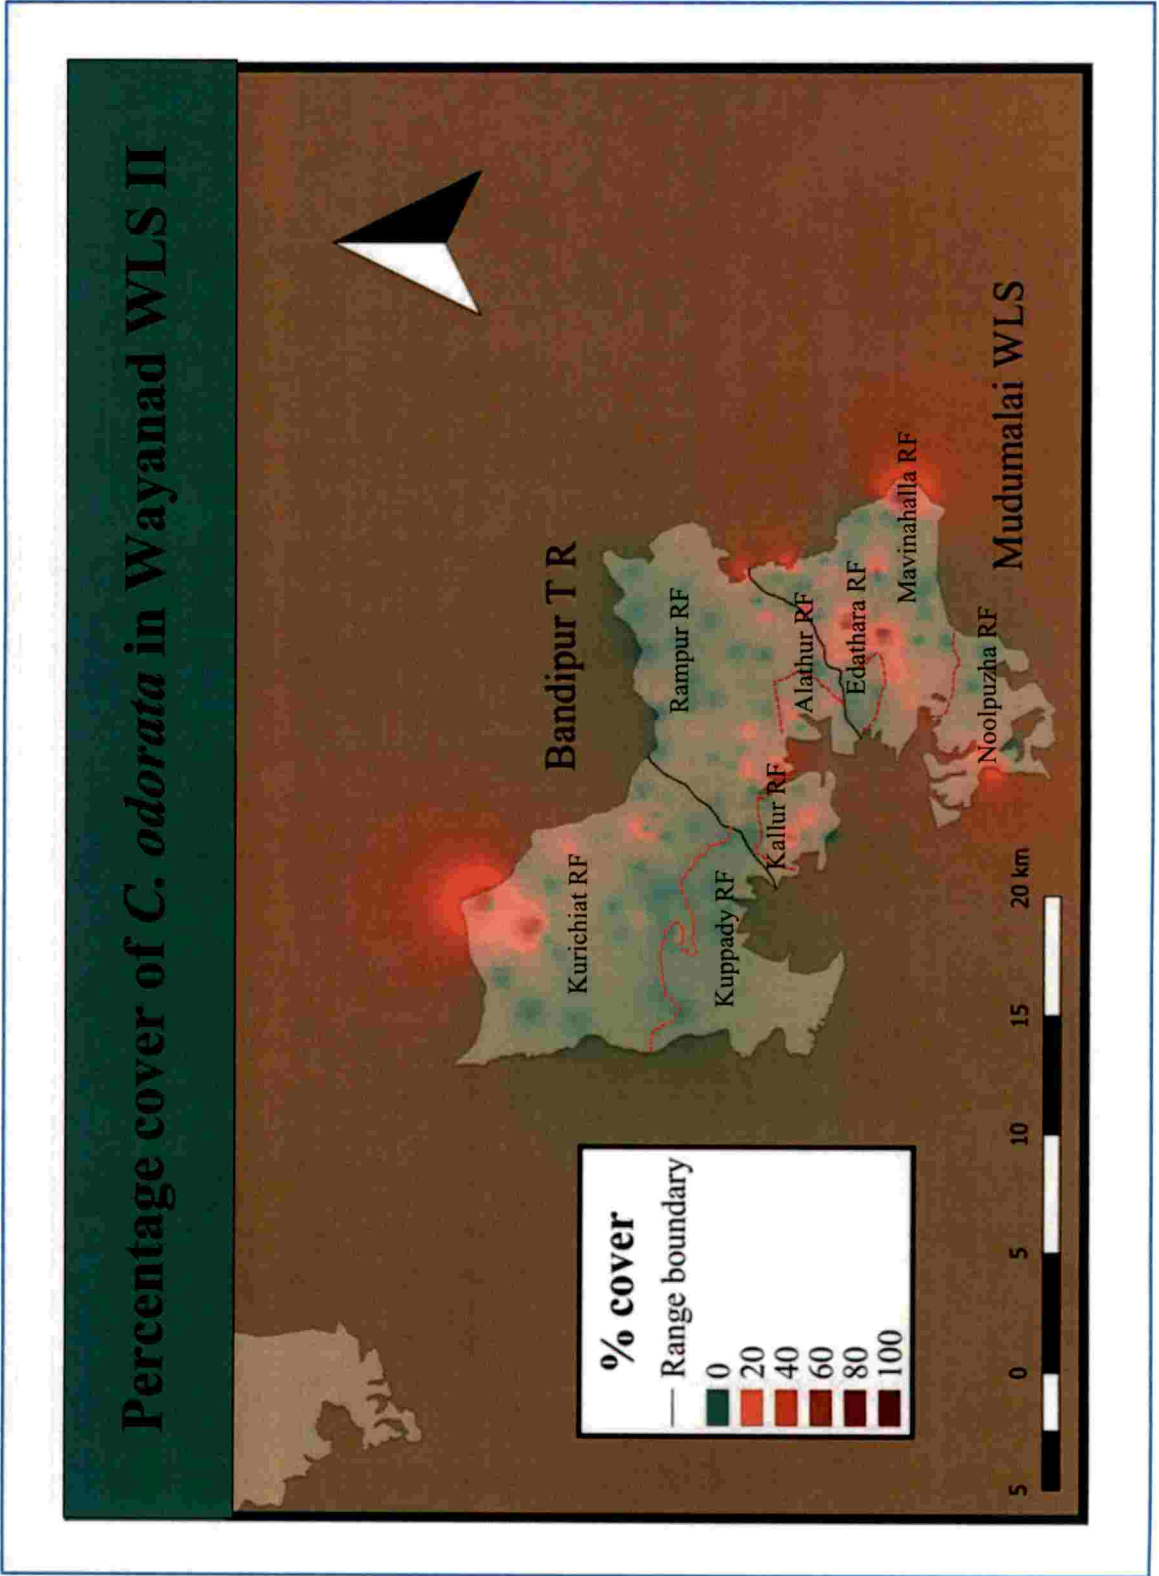 Percentage cover of C. odorata in Wayanad WLS II
Bandipur T R
Kurichiat RF
Rampur RF
Kuppady RF
Kallur RF
Alathur RF
Edathara RF
Mavinahalla RF
Noolpuzha RF
Mudumalai WLS
% cover
Range boundary
0
20
40
60
80
100
5 0 5 10 15 20 km